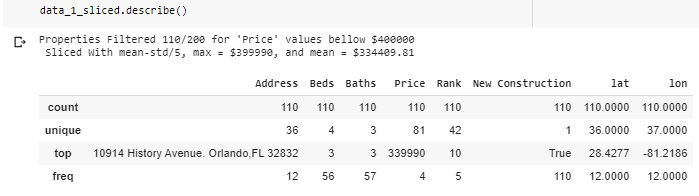 data_1_sliced.describe()
Properties Filtered 110/200 for 'Price' values bellow $400000
Sliced With mean-std/5, max = $399990, and mean = $334409.81
Address Beds Baths Price Rank New Construction lat lon
count 110 110 110 110 110 110 110.0000 110.0000
unique 36 4 3 81 42 1 36.0000 37.0000
top 10914 History Avenue. Orlando,FL 32832 3 3 339990 10 True 28.4277 -81.2186
freq 12 56 57 4 5 110 12.0000 12.0000